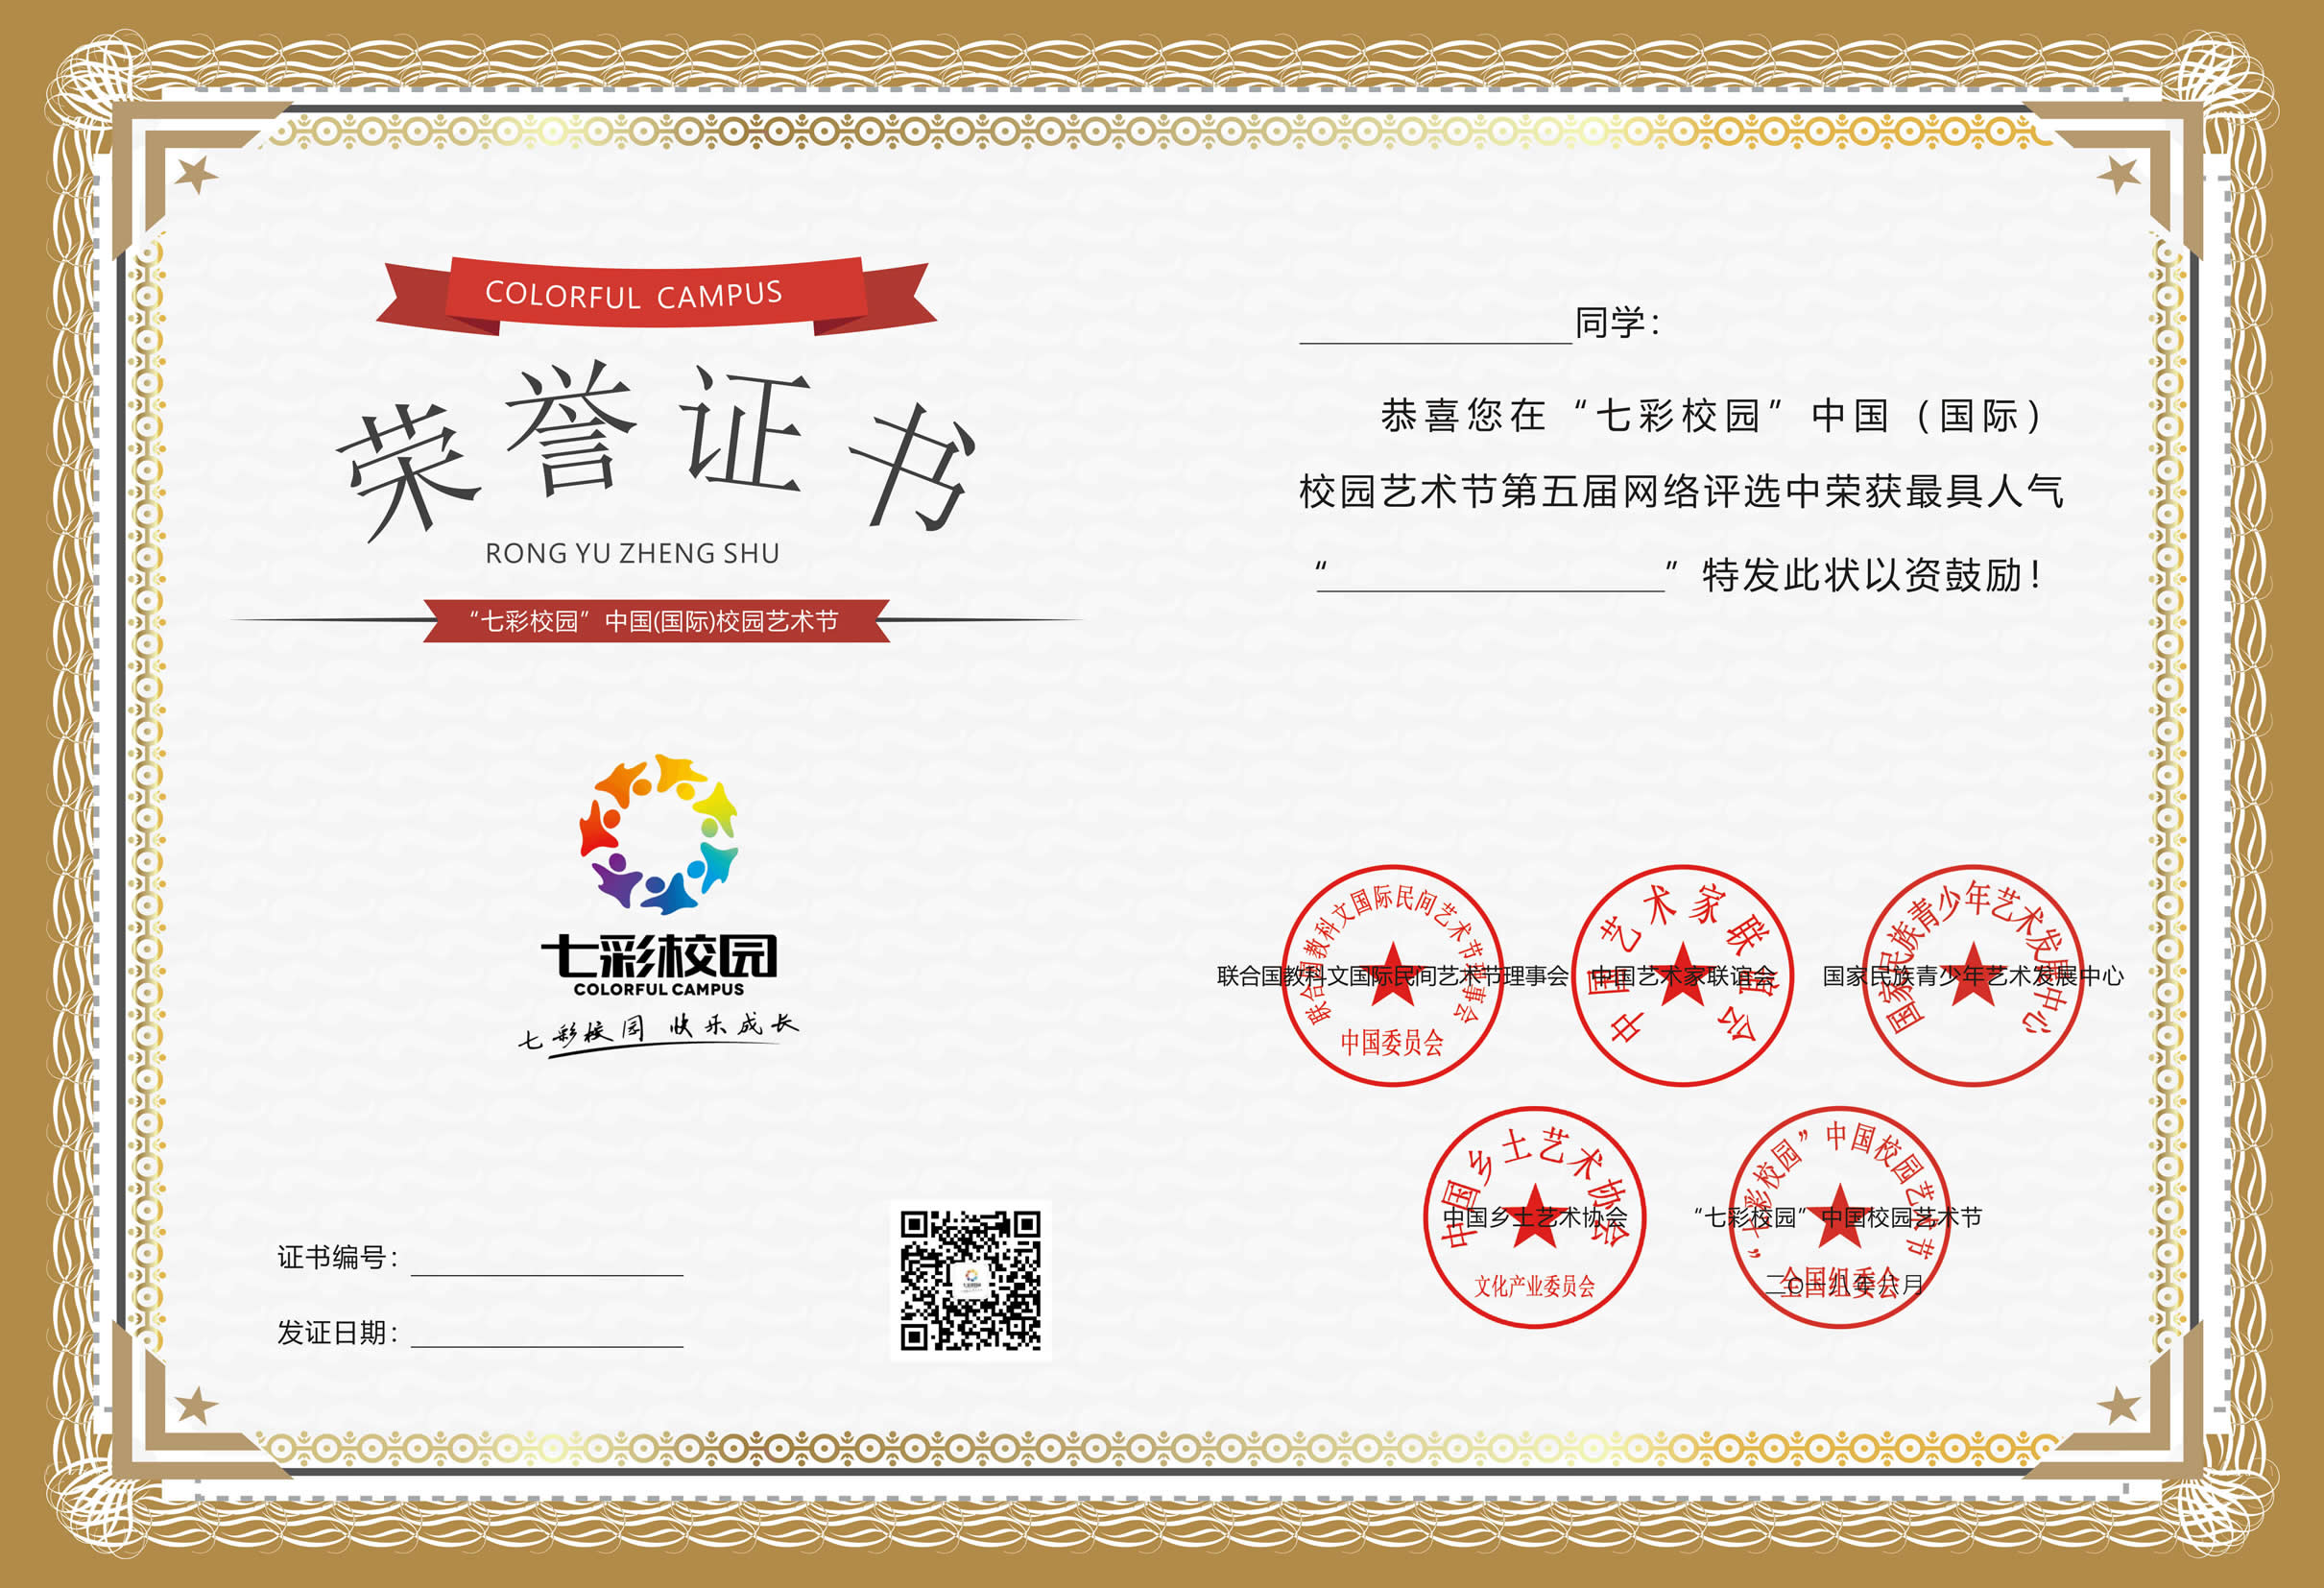 COLORFUL CAMPUS
荣誉证书
RONG YU ZHENG SHU
“七彩校园”中国(国际)校园艺术节
七彩校园
COLORFUL CAMPUS
七彩校园 快乐成长
证书编号：
发证日期：
同学：
恭喜您在“七彩校园”中国（国际）
校园艺术节第五届网络评选中荣获最具人气
“ ”特发此状以资鼓励！
联合国教科文国际民间艺术节理事会
中国委员会
联合国教科文国际民间艺术节理事会
中国艺术家联谊会
中国艺术家联谊会
国家民族青少年艺术发展中心
国家民族青少年艺术发展中心
中国乡土艺术协会
文化产业委员会
中国乡土艺术协会
“七彩校园”中国校园艺术节
全国组委会
“七彩校园”中国校园艺术节
二〇一八年六月